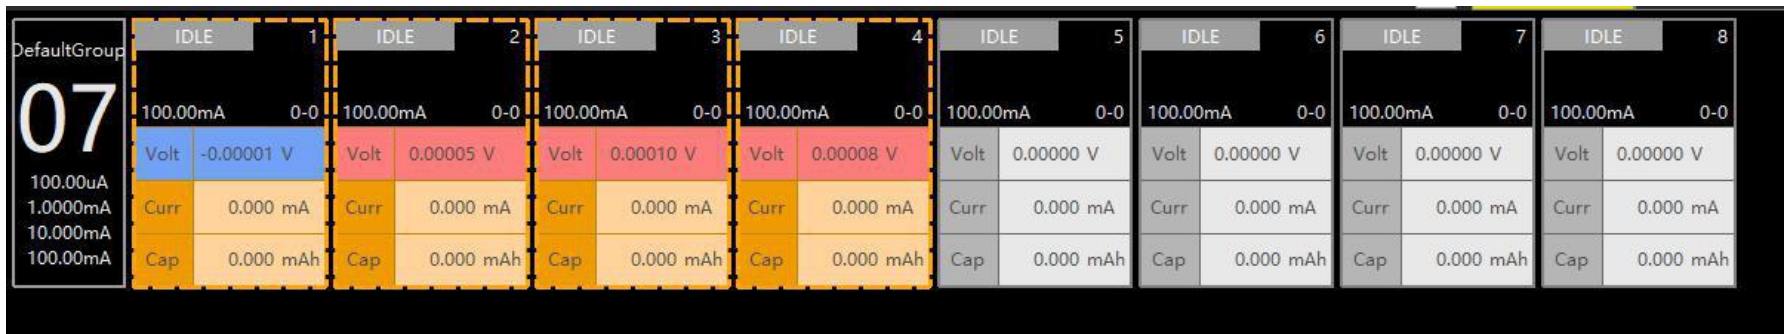 DefaultGroup
07
100.00uA
1.0000mA
10.000mA
100.00mA
IDLE 1
100.00mA 0-0
Volt -0.00001 V
Curr 0.000 mA
Cap 0.000 mAh
IDLE 2
100.00mA 0-0
Volt 0.00005 V
Curr 0.000 mA
Cap 0.000 mAh
IDLE 3
100.00mA 0-0
Volt 0.00010 V
Curr 0.000 mA
Cap 0.000 mAh
IDLE 4
100.00mA 0-0
Volt 0.00008 V
Curr 0.000 mA
Cap 0.000 mAh
IDLE 5
100.00mA 0-0
Volt 0.00000 V
Curr 0.000 mA
Cap 0.000 mAh
IDLE 6
100.00mA 0-0
Volt 0.00000 V
Curr 0.000 mA
Cap 0.000 mAh
IDLE 7
100.00mA 0-0
Volt 0.00000 V
Curr 0.000 mA
Cap 0.000 mAh
IDLE 8
100.00mA 0-0
Volt 0.00000 V
Curr 0.000 mA
Cap 0.000 mAh